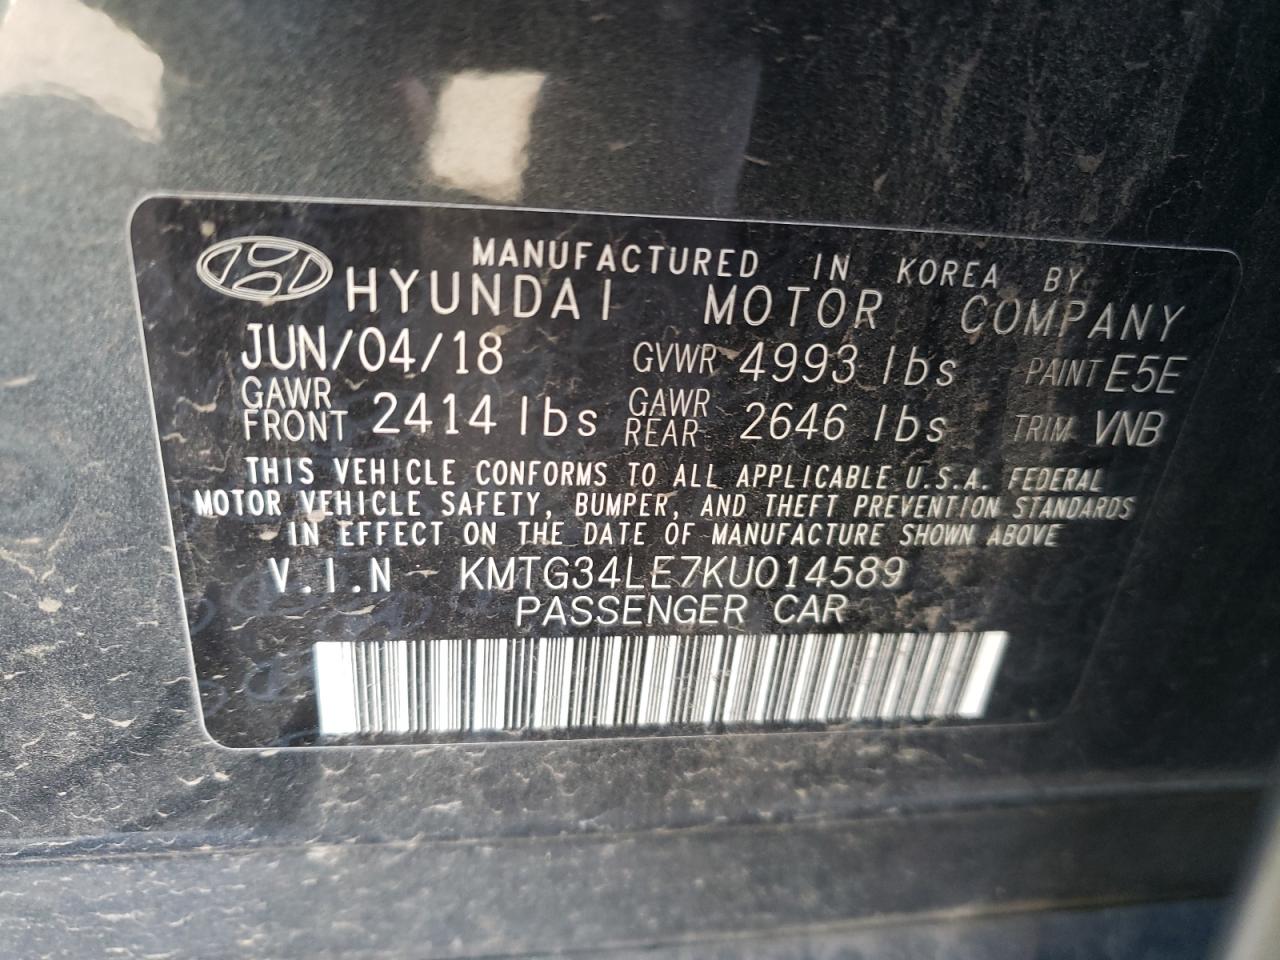 MANUFACTURED IN KOREA BY
HYUNDAI MOTOR COMPANY
JUN/04/18 GVWR 4993 lbs PAINT E5E
GAWR FRONT 2414 lbs GAWR REAR 2646 lbs TRIM VNB
THIS VEHICLE CONFORMS TO ALL APPLICABLE U.S.A. FEDERAL
MOTOR VEHICLE SAFETY, BUMPER, AND THEFT PREVENTION STANDARDS
IN EFFECT ON THE DATE OF MANUFACTURE SHOWN ABOVE
V.I.N KMTG34LE7KU014589
PASSENGER CAR